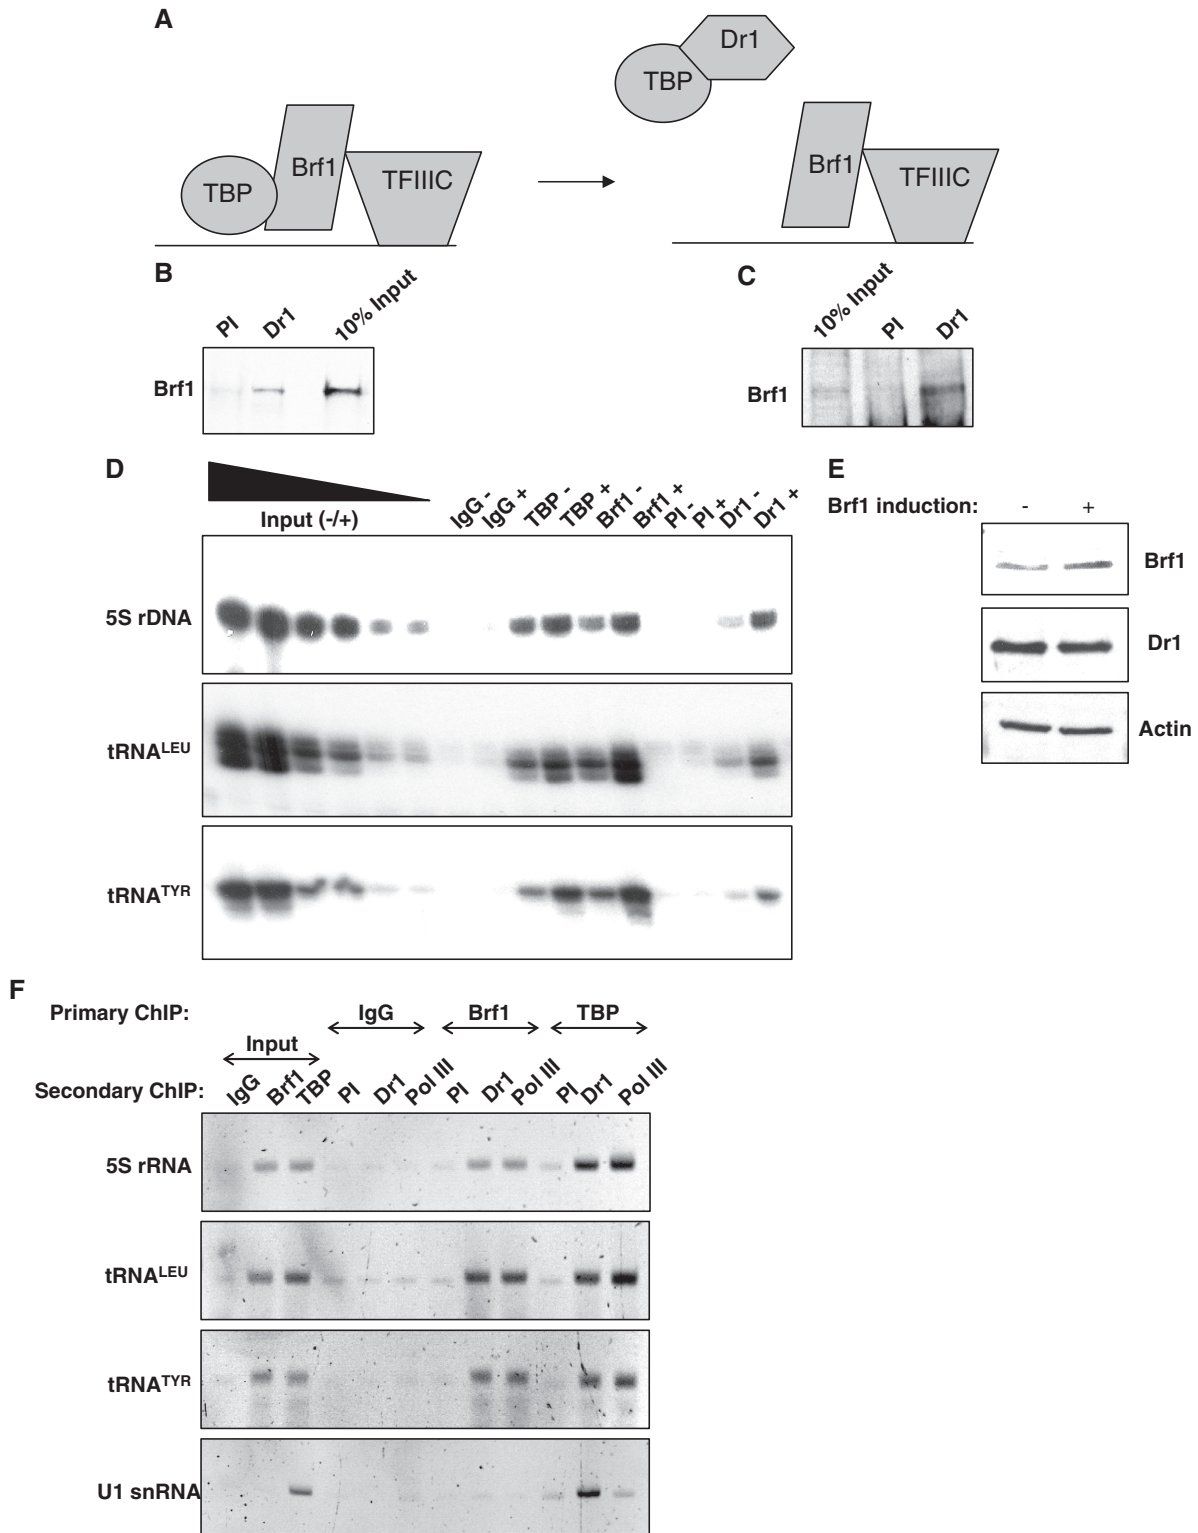 A
TBP Brf1 TFIIIC
TBP Dr1 Brf1 TFIIIC
B
PI Dr1 10% Input
Brf1
C
10% Input PI Dr1
Brf1
D
Input (-/+) IgG - IgG + TBP - TBP + Brf1 - Brf1 + PI - PI + Dr1 - Dr1 +
5S rDNA
tRNALEU
tRNATYR
E
Brf1 induction: - +
Brf1
Dr1
Actin
F
Primary ChIP: IgG Brf1 TBP
Input
Secondary ChIP: IgG Brf1 TBP PI Dr1 Pol III PI Dr1 Pol III PI Dr1 Pol III
5S rRNA
tRNALEU
tRNATYR
U1 snRNA